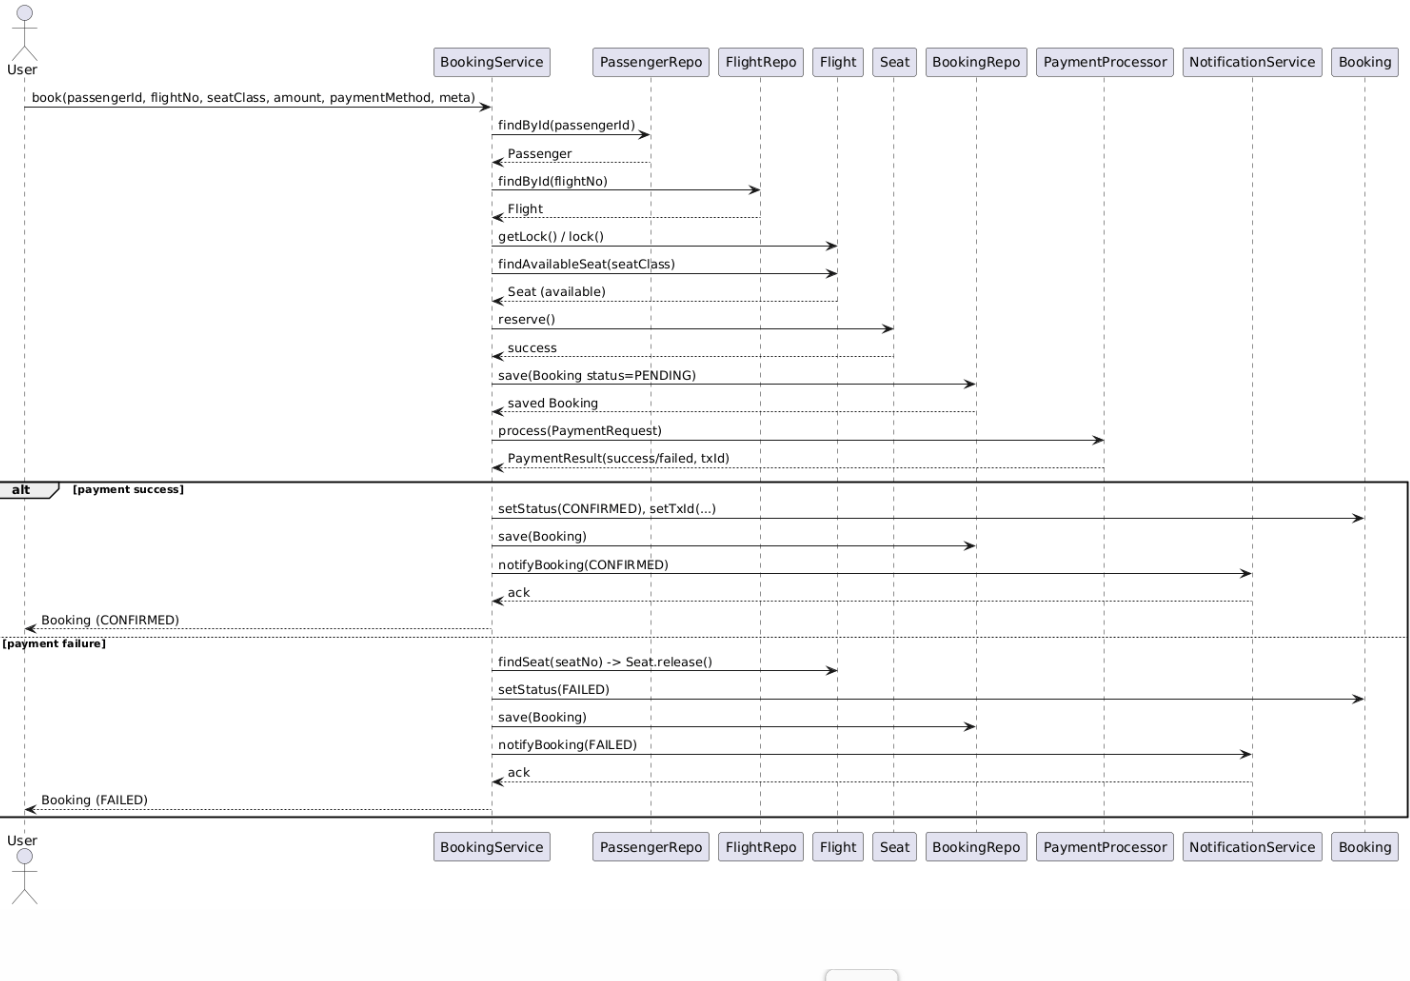 User
BookingService
PassengerRepo
FlightRepo
Flight
Seat
BookingRepo
PaymentProcessor
NotificationService
Booking
book(passengerId, flightNo, seatClass, amount, paymentMethod, meta)
findById(passengerId)
Passenger
findById(flightNo)
Flight
getLock() / lock()
findAvailableSeat(seatClass)
Seat (available)
reserve()
success
save(Booking status=PENDING)
saved Booking
process(PaymentRequest)
PaymentResult(success/failed, txId)
alt [payment success]
setStatus(CONFIRMED), setTxId(...)
save(Booking)
notifyBooking(CONFIRMED)
ack
Booking (CONFIRMED)
[payment failure]
findSeat(seatNo) -> Seat.release()
setStatus(FAILED)
save(Booking)
notifyBooking(FAILED)
ack
Booking (FAILED)
User
BookingService
PassengerRepo
FlightRepo
Flight
Seat
BookingRepo
PaymentProcessor
NotificationService
Booking